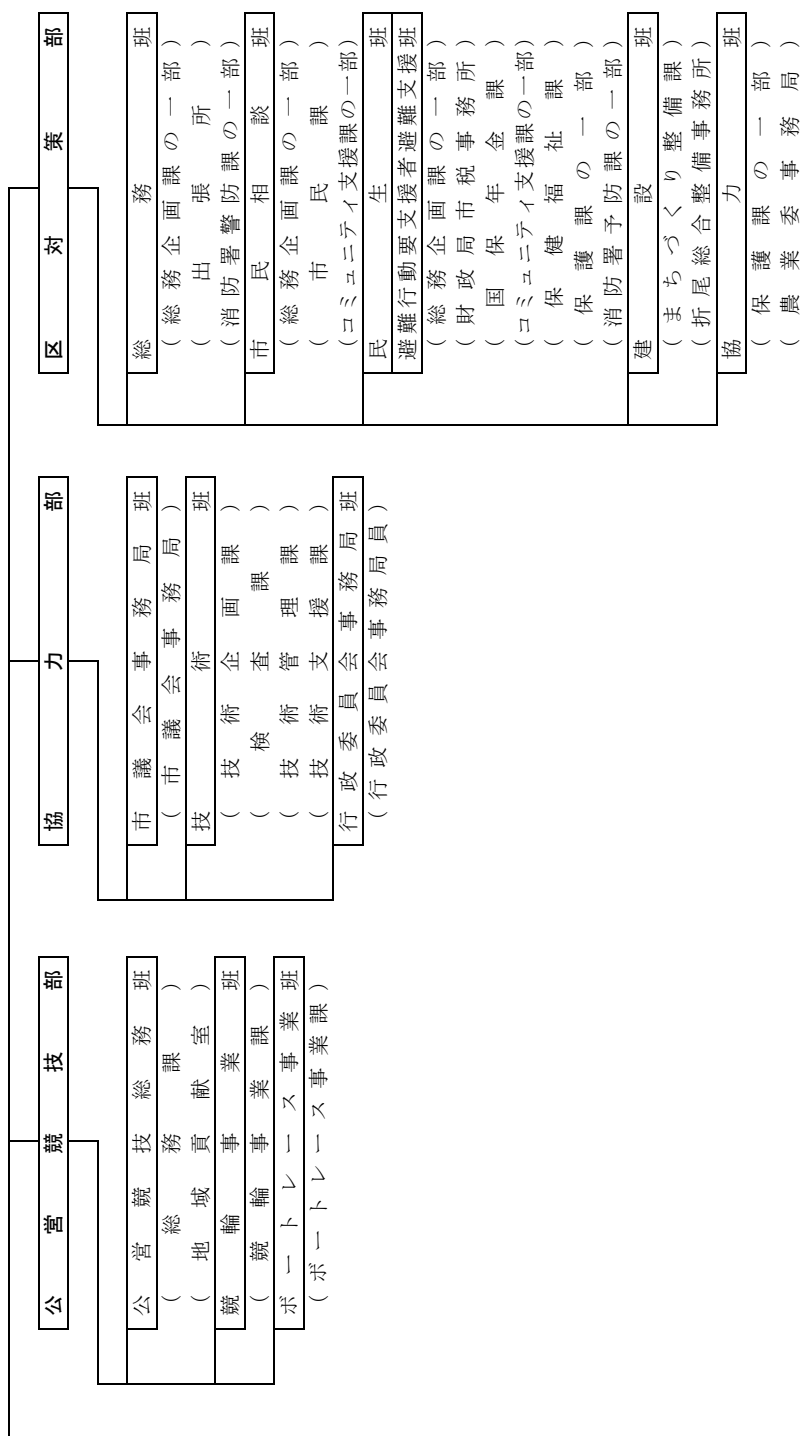 公営競技部
公営競技総務班
（総務課）
（地域貢献室）
競輪事業班
（競輪事業課）
ボートレース事業班
（ボートレース事業課）
協力部
市議会事務局班
（市議会事務局）
技術班
（技術企画課）
（検査課）
（技術管理課）
（技術支援課）
行政委員会事務局班
（行政委員会事務局員）
区対策部
総務班
（総務企画課の一部）
（出張所）
（消防署警防課の一部）
市民相談班
（総務企画課の一部）
（市民課）
（コミュニティ支援課の一部）
民生班
避難行動要支援者避難支援班
（総務企画課の一部）
（財政局市税事務所）
（国保年金課）
（コミュニティ支援課の一部）
（保健福祉課）
（保護課の一部）
（消防署予防課の一部）
建設班
（まちづくり整備課）
（折尾総合整備事務所）
協力班
（保護課の一部）
（農業委事務局）